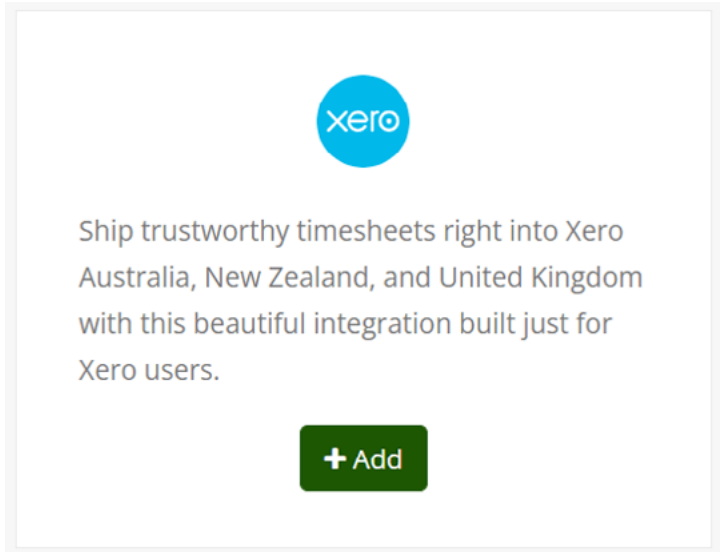 xero
Ship trustworthy timesheets right into Xero
Australia, New Zealand, and United Kingdom
with this beautiful integration built just for
Xero users.
+ Add